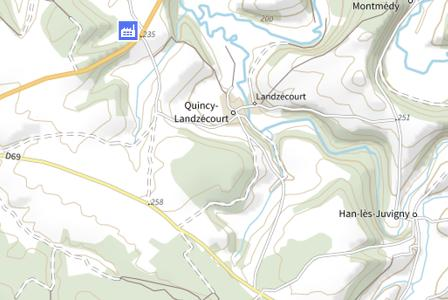 Montmédy
200
235
Landzécourt
Quincy-
Landzécourt
251
D69
258
Han-lès-Juvigny